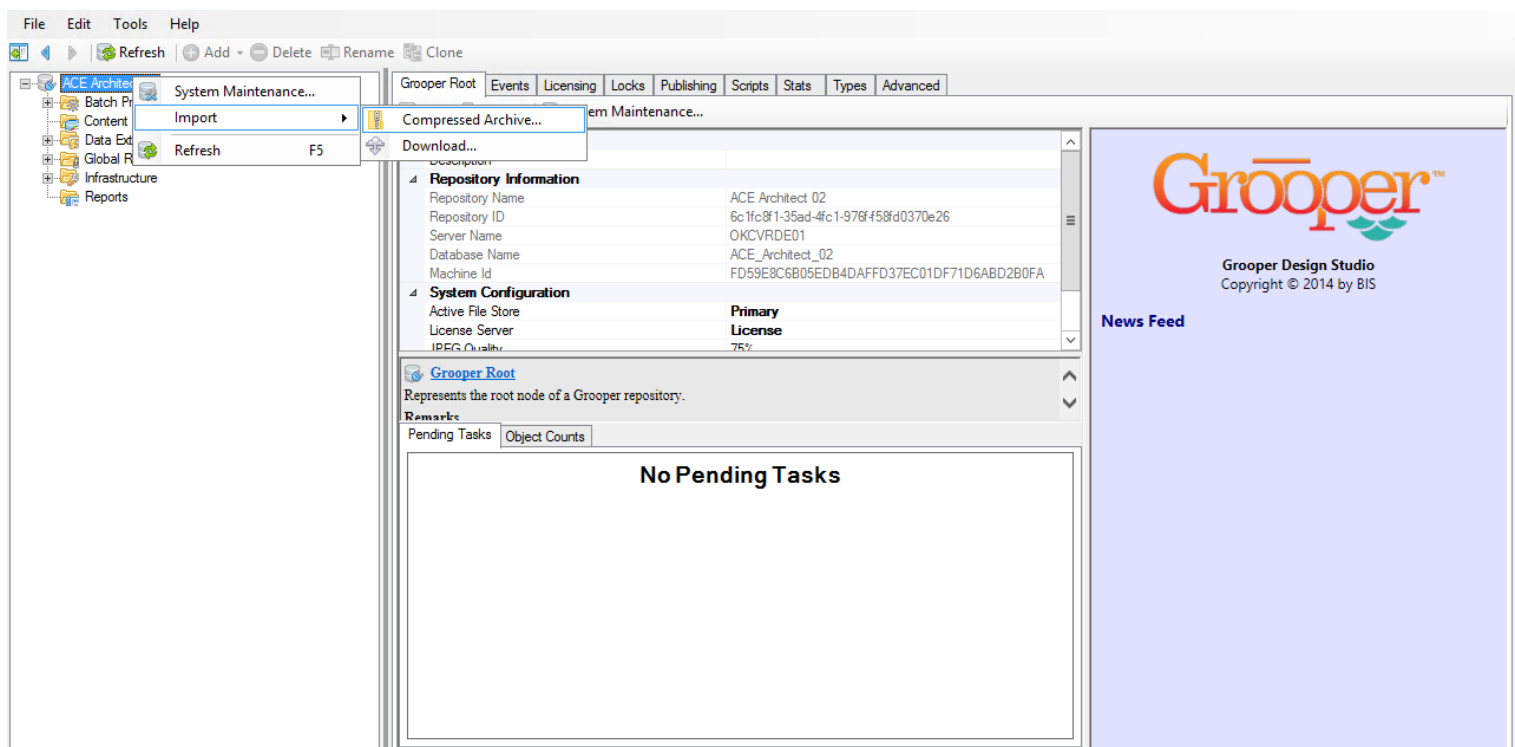 File Edit Tools Help
Refresh Add Delete Rename Clone
ACE Architec
Batch Pr
Content
Data Ext
Global R
Infrastructure
Reports
System Maintenance...
Import
Refresh F5
Compressed Archive...
Download...
Grooper Root Events Licensing Locks Publishing Scripts Stats Types Advanced
em Maintenance...
Description
Repository Information
Repository Name ACE Architect 02
Repository ID 6c1fc8f1-35ad-4fc1-976f-f58fd0370e26
Server Name OKCVRDE01
Database Name ACE_Architect_02
Machine Id FD59E8C6B05EDB4DAFFD37EC01DF71D6ABD2B0FA
System Configuration
Active File Store Primary
License Server License
JPEG Quality 75%
Grooper Root
Represents the root node of a Grooper repository.
Remarks
Pending Tasks Object Counts
No Pending Tasks
Grooper™
Grooper Design Studio
Copyright © 2014 by BIS
News Feed